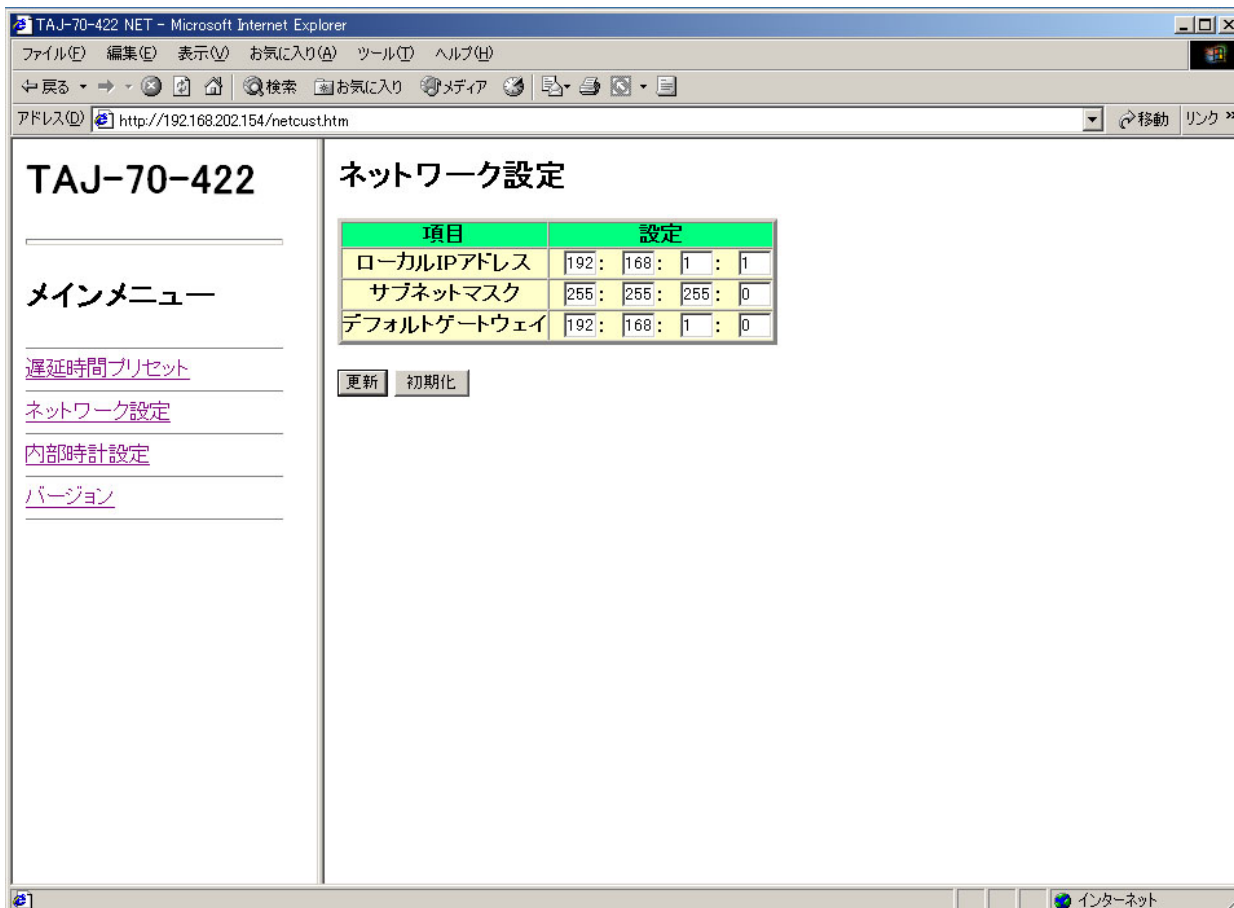 TAJ-70-422 NET - Microsoft Internet Explorer
ファイル(F) 編集(E) 表示(V) お気に入り(A) ツール(T) ヘルプ(H)
戻る 検索 お気に入り メディア
アドレス(D) http://192.168.202.154/netcust.htm 移動 リンク »
TAJ-70-422
メインメニュー
遅延時間プリセット
ネットワーク設定
内部時計設定
バージョン
ネットワーク設定
項目 設定
ローカルIPアドレス 192: 168: 1 : 1
サブネットマスク 255: 255: 255: 0
デフォルトゲートウェイ 192: 168: 1 : 0
更新 初期化
インターネット